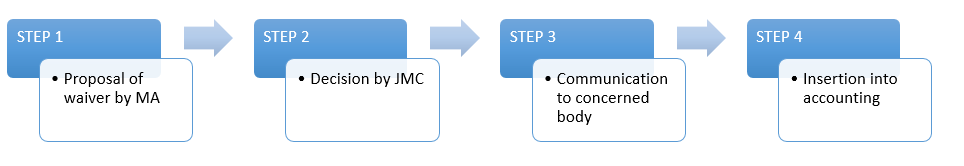 STEP 1
• Proposal of
waiver by MA
STEP 2
• Decision by JMC
STEP 3
• Communication
to concerned
body
STEP 4
• Insertion into
accounting